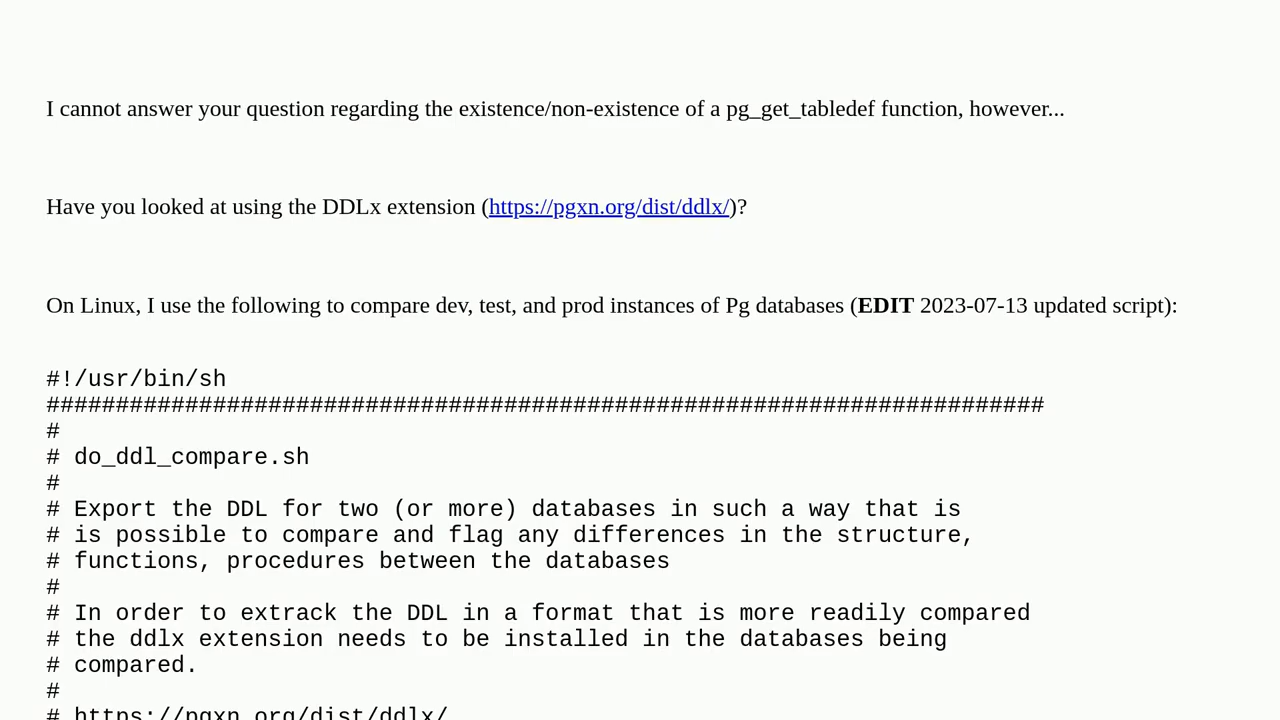 I cannot answer your question regarding the existence/non-existence of a pg_get_tabledef function, however...
Have you looked at using the DDLx extension (https://pgxn.org/dist/ddlx/)?
On Linux, I use the following to compare dev, test, and prod instances of Pg databases (EDIT 2023-07-13 updated script):
#!/usr/bin/sh
########################################################################
#
# do_ddl_compare.sh
#
# Export the DDL for two (or more) databases in such a way that is
# is possible to compare and flag any differences in the structure,
# functions, procedures between the databases
#
# In order to extrack the DDL in a format that is more readily compared
# the ddlx extension needs to be installed in the databases being
# compared.
#
# https://pgxn.org/dist/ddlx/